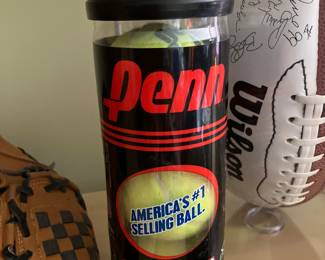 Penn
AMERICA'S #1
SELLING BALL.
Wilson